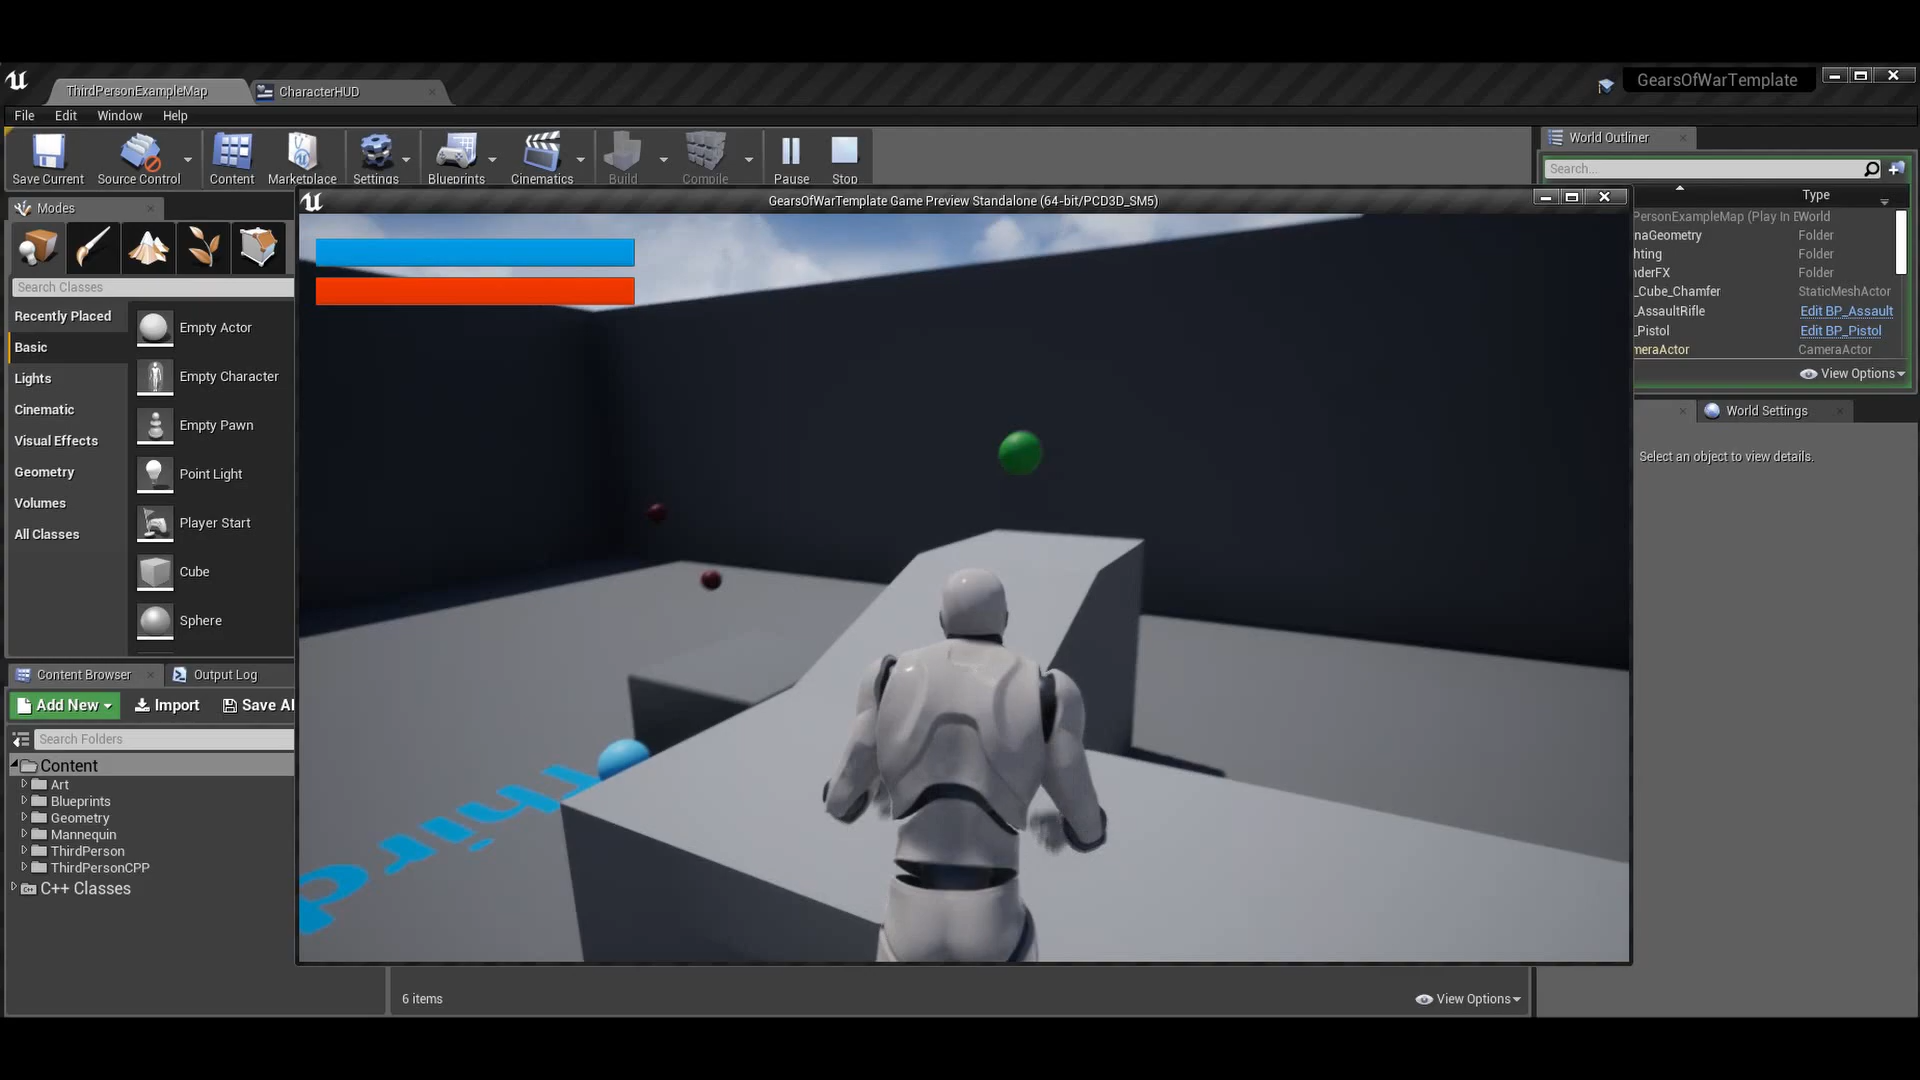 ThirdPersonExampleMap
CharacterHUD
GearsOfWarTemplate
File Edit Window Help
Save Current
Source Control
Content
Marketplace
Settings
Blueprints
Cinematics
Build
Compile
Pause
Stop
World Outliner
Search...
Type
PersonExampleMap (Play In E World
naGeometry Folder
hting Folder
nderFX Folder
_Cube_Chamfer StaticMeshActor
_AssaultRifle Edit BP_Assault
_Pistol Edit BP_Pistol
meraActor CameraActor
View Options
World Settings
Select an object to view details.
GearsOfWarTemplate Game Preview Standalone (64-bit/PCD3D_SM5)
Modes
Search Classes
Recently Placed
Basic
Lights
Cinematic
Visual Effects
Geometry
Volumes
All Classes
Empty Actor
Empty Character
Empty Pawn
Point Light
Player Start
Cube
Sphere
Third P
Content Browser
Output Log
Add New
Import
Save Al
Search Folders
Content
Art
Blueprints
Geometry
Mannequin
ThirdPerson
ThirdPersonCPP
C++ Classes
6 items
View Options